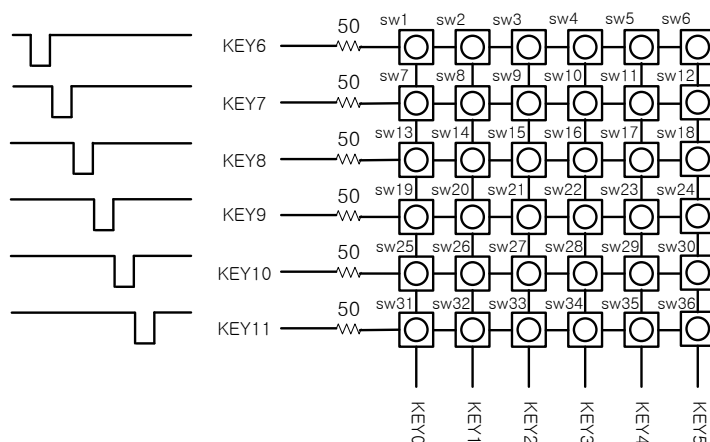 50 sw1 sw2 sw3 sw4 sw5 sw6
KEY6
50 sw7 sw8 sw9 sw10 sw11 sw12
KEY7
50 sw13 sw14 sw15 sw16 sw17 sw18
KEY8
50 sw19 sw20 sw21 sw22 sw23 sw24
KEY9
50 sw25 sw26 sw27 sw28 sw29 sw30
KEY10
50 sw31 sw32 sw33 sw34 sw35 sw36
KEY11
KEY0 KEY1 KEY2 KEY3 KEY4 KEY5